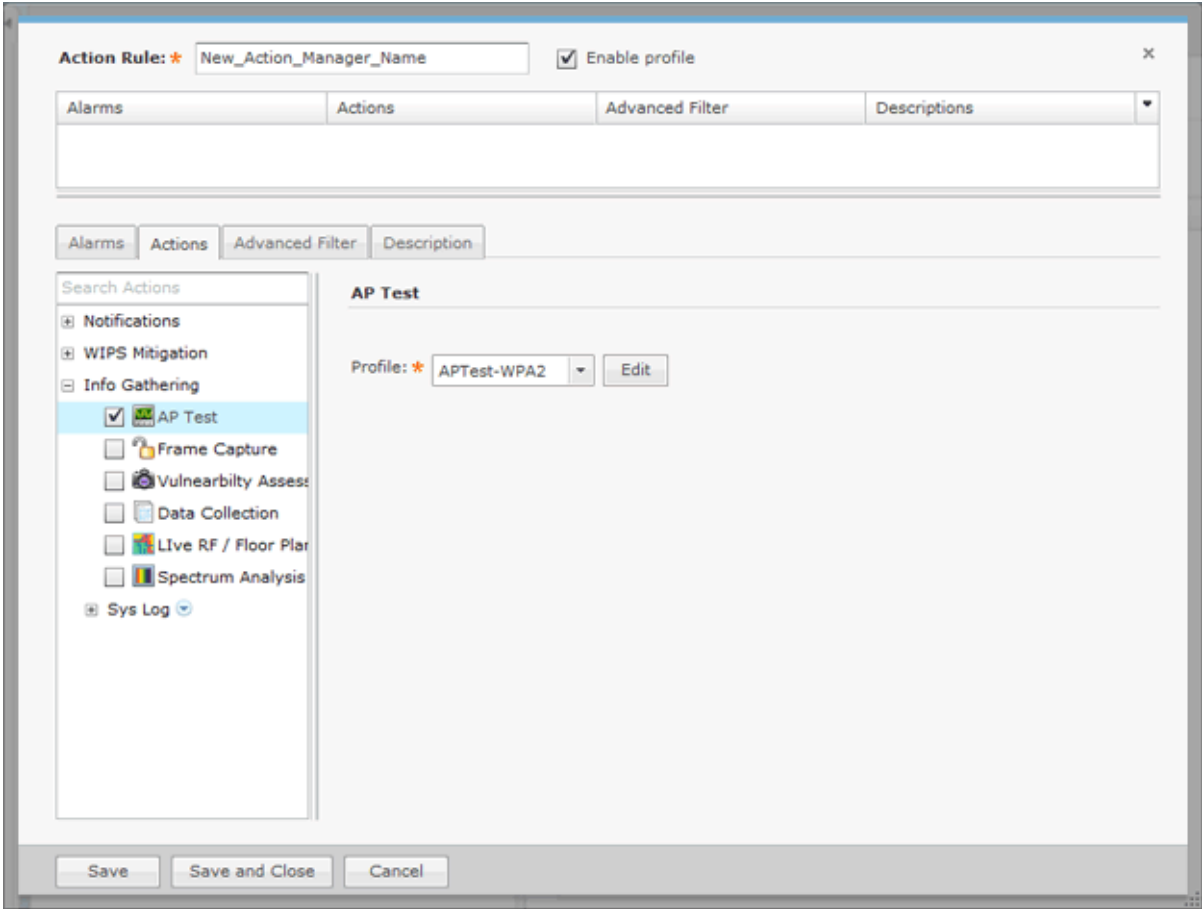 Action Rule: * New_Action_Manager_Name Enable profile
Alarms Actions Advanced Filter Descriptions
Alarms Actions Advanced Filter Description
Search Actions
AP Test
Notifications
WIPS Mitigation
Profile: * APTest-WPA2 Edit
Info Gathering
AP Test
Frame Capture
Vulnearbilty Assess
Data Collection
LIve RF / Floor Plan
Spectrum Analysis
Sys Log
Save Save and Close Cancel